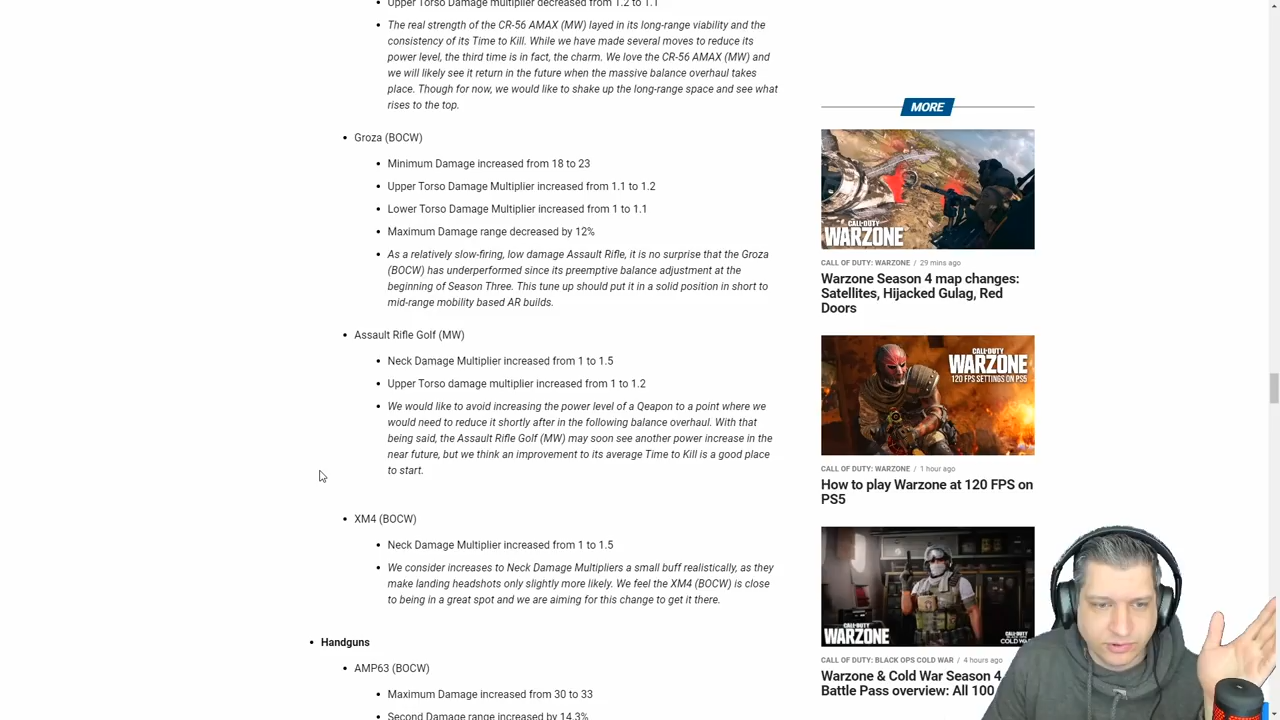 Upper Torso Damage multiplier decreased from 1.2 to 1.1
The real strength of the CR-56 AMAX (MW) layed in its long-range viability and the
consistency of its Time to Kill. While we have made several moves to reduce its
power level, the third time is in fact, the charm. We love the CR-56 AMAX (MW) and
we will likely see it return in the future when the massive balance overhaul takes
place. Though for now, we would like to shake up the long-range space and see what
rises to the top.
Groza (BOCW)
Minimum Damage increased from 18 to 23
Upper Torso Damage Multiplier increased from 1.1 to 1.2
Lower Torso Damage Multiplier increased from 1 to 1.1
Maximum Damage range decreased by 12%
As a relatively slow-firing, low damage Assault Rifle, it is no surprise that the Groza
(BOCW) has underperformed since its preemptive balance adjustment at the
beginning of Season Three. This tune up should put it in a solid position in short to
mid-range mobility based AR builds.
Assault Rifle Golf (MW)
Neck Damage Multiplier increased from 1 to 1.5
Upper Torso damage multiplier increased from 1 to 1.2
We would like to avoid increasing the power level of a Qeapon to a point where we
would need to reduce it shortly after in the following balance overhaul. With that
being said, the Assault Rifle Golf (MW) may soon see another power increase in the
near future, but we think an improvement to its average Time to Kill is a good place
to start.
XM4 (BOCW)
Neck Damage Multiplier increased from 1 to 1.5
We consider increases to Neck Damage Multipliers a small buff realistically, as they
make landing headshots only slightly more likely. We feel the XM4 (BOCW) is close
to being in a great spot and we are aiming for this change to get it there.
Handguns
AMP63 (BOCW)
Maximum Damage increased from 30 to 33
Second Damage range increased by 14.3%
MORE
CALL OF DUTY
WARZONE
CALL OF DUTY: WARZONE / 29 mins ago
Warzone Season 4 map changes:
Satellites, Hijacked Gulag, Red
Doors
CALL OF DUTY
WARZONE
120 FPS SETTINGS ON PS5
CALL OF DUTY: WARZONE / 1 hour ago
How to play Warzone at 120 FPS on
PS5
CALL OF DUTY
WARZONE
CALL OF DUTY: BLACK OPS COLD WAR / 4 hours ago
Warzone & Cold War Season 4
Battle Pass overview: All 100